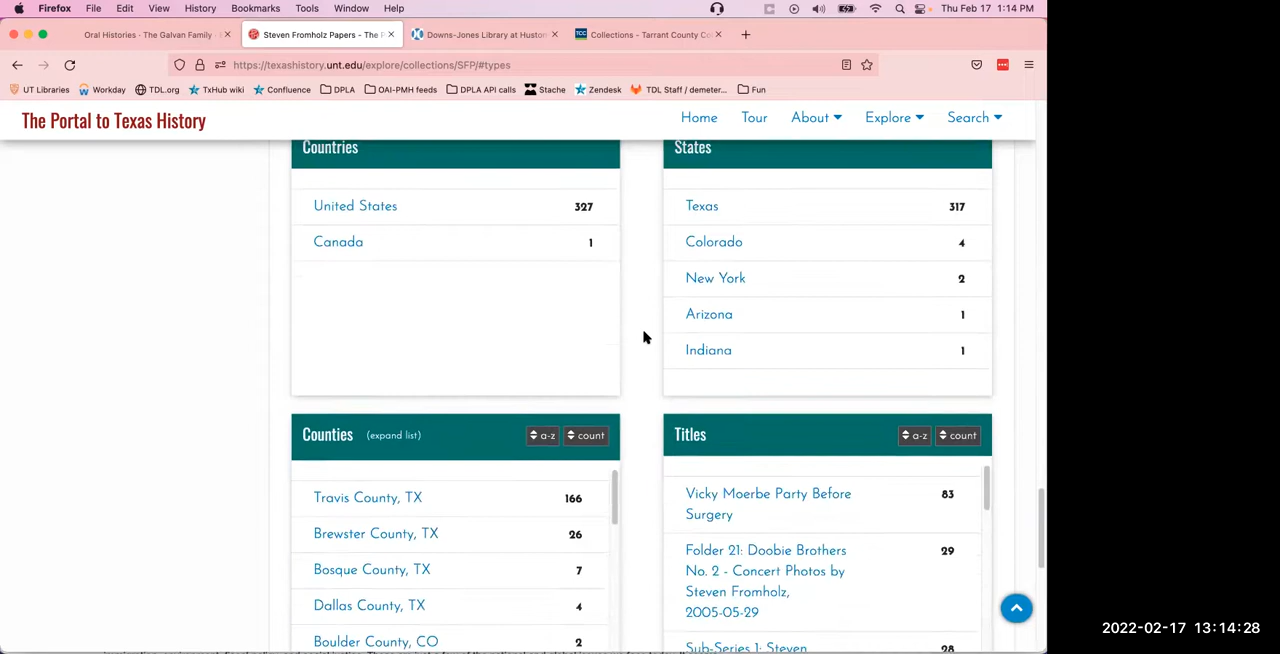 Firefox File Edit View History Bookmarks Tools Window Help Thu Feb 17 1:14 PM
Oral Histories - The Galvan Family - Steven Fromholz Papers - The P Downs-Jones Library at Huston Collections - Tarrant County Co
https://texashistory.unt.edu/explore/collections/SFP/#types
UT Libraries Workday TDL.org TxHub wiki Confluence DPLA OAI-PMH feeds DPLA API calls Stache Zendesk TDL Staff / demeter... Fun
The Portal to Texas History Home Tour About Explore Search
Countries
United States 327
Canada 1
States
Texas 317
Colorado 4
New York 2
Arizona 1
Indiana 1
Counties (expand list) a-z count
Travis County, TX 166
Brewster County, TX 26
Bosque County, TX 7
Dallas County, TX 4
Boulder County, CO 2
Titles a-z count
Vicky Moerbe Party Before 83
Surgery
Folder 21: Doobie Brothers 29
No. 2 - Concert Photos by
Steven Fromholz,
2005-05-29
Sub-Series 1: Steven 28
2022-02-17 13:14:28